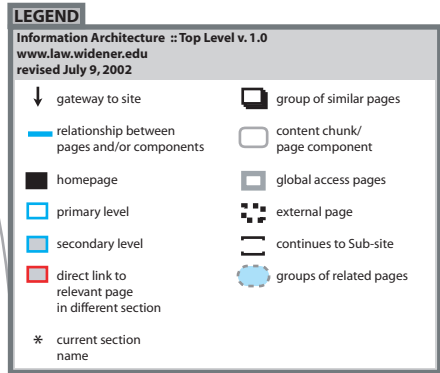 LEGEND
Information Architecture :: Top Level v. 1.0
www.law.widener.edu
revised July 9, 2002
gateway to site
relationship between
pages and/or components
homepage
primary level
secondary level
direct link to
relevant page
in different section
* current section
name
group of similar pages
content chunk/
page component
global access pages
external page
continues to Sub-site
groups of related pages